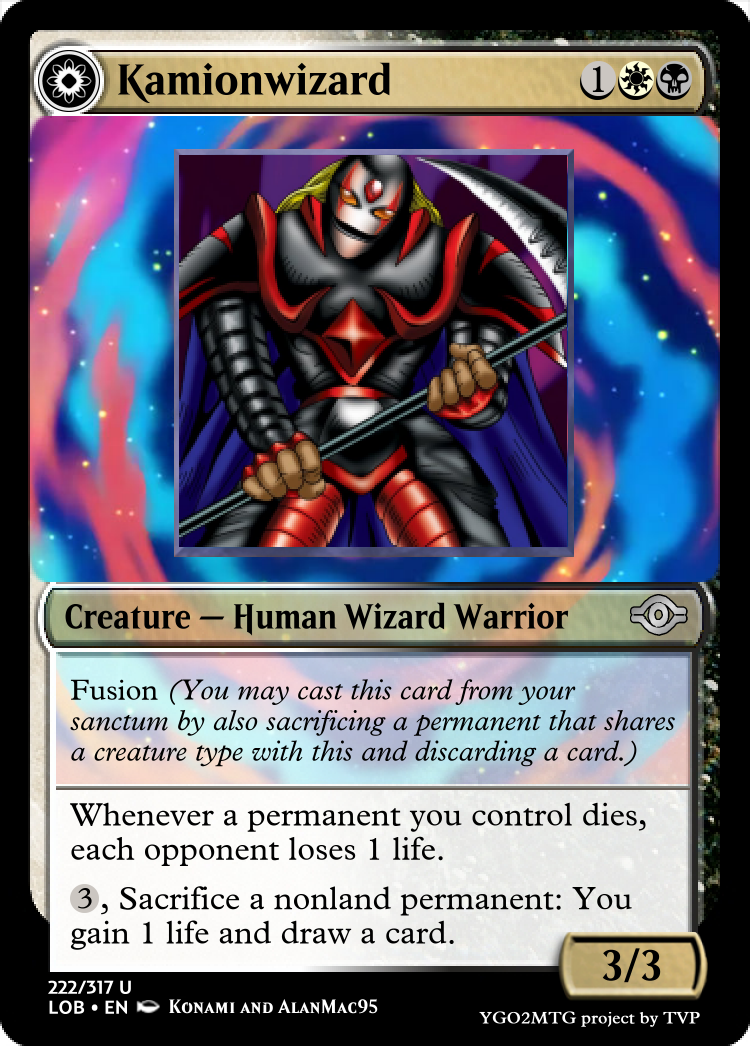 Kamionwizard 1
Creature — Human Wizard Warrior
Fusion (You may cast this card from your
sanctum by also sacrificing a permanent that shares
a creature type with this and discarding a card.)
Whenever a permanent you control dies,
each opponent loses 1 life.
3, Sacrifice a nonland permanent: You
gain 1 life and draw a card.
3/3
222/317 U
LOB • EN Konami and AlanMac95
YGO2MTG project by TVP